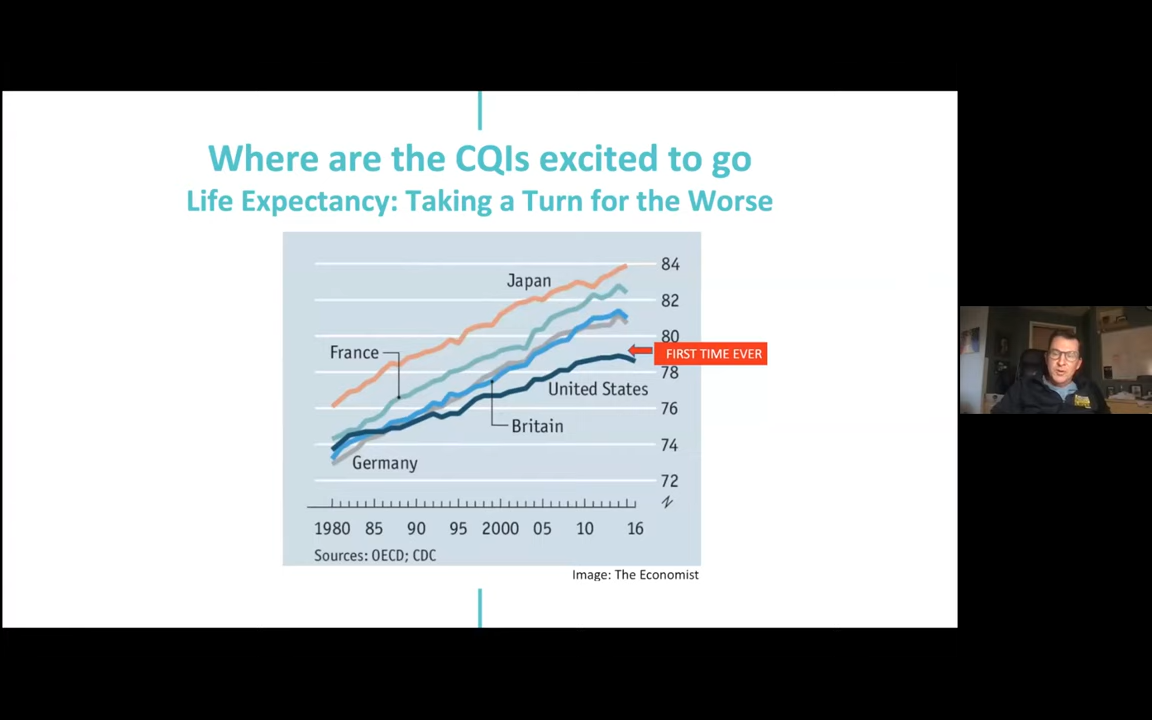 Where are the CQIs excited to go
Life Expectancy: Taking a Turn for the Worse
84
Japan
82
80
France
FIRST TIME EVER
78
United States
76
Britain
74
Germany
72
1980 85 90 95 2000 05 10 16
Sources: OECD; CDC
Image: The Economist